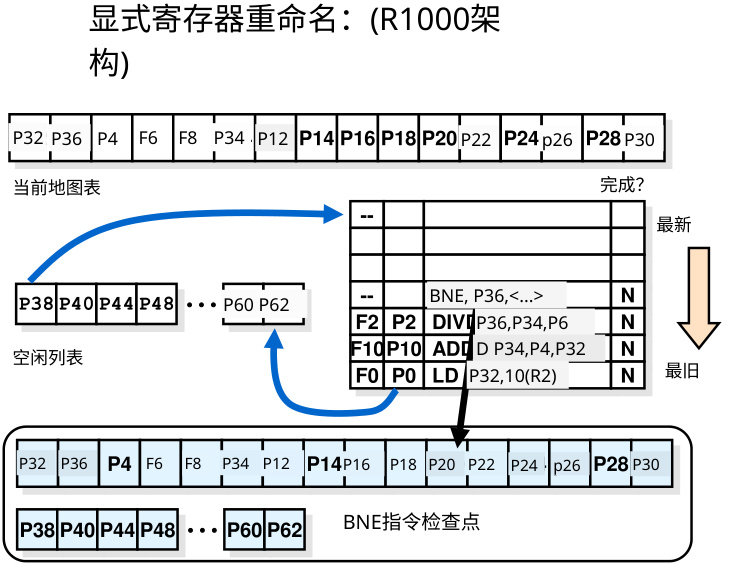 显式寄存器重命名：(R1000架
构)
P32 P36 P4 F6 F8 P34 P12 P14 P16 P18 P20 P22 P24 p26 P28 P30
当前地图表
完成?
--
最新
P38 P40 P44 P48 ••• P60 P62
-- BNE, P36,<...> N
F2 P2 DIVD P36,P34,P6 N
空闲列表
F10 P10 ADD D P34,P4,P32 N
最旧
F0 P0 LD P32,10(R2) N
P32 P36 P4 F6 F8 P34 P12 P14 P16 P18 P20 P22 P24 p26 P28 P30
P38 P40 P44 P48 ••• P60 P62
BNE指令检查点